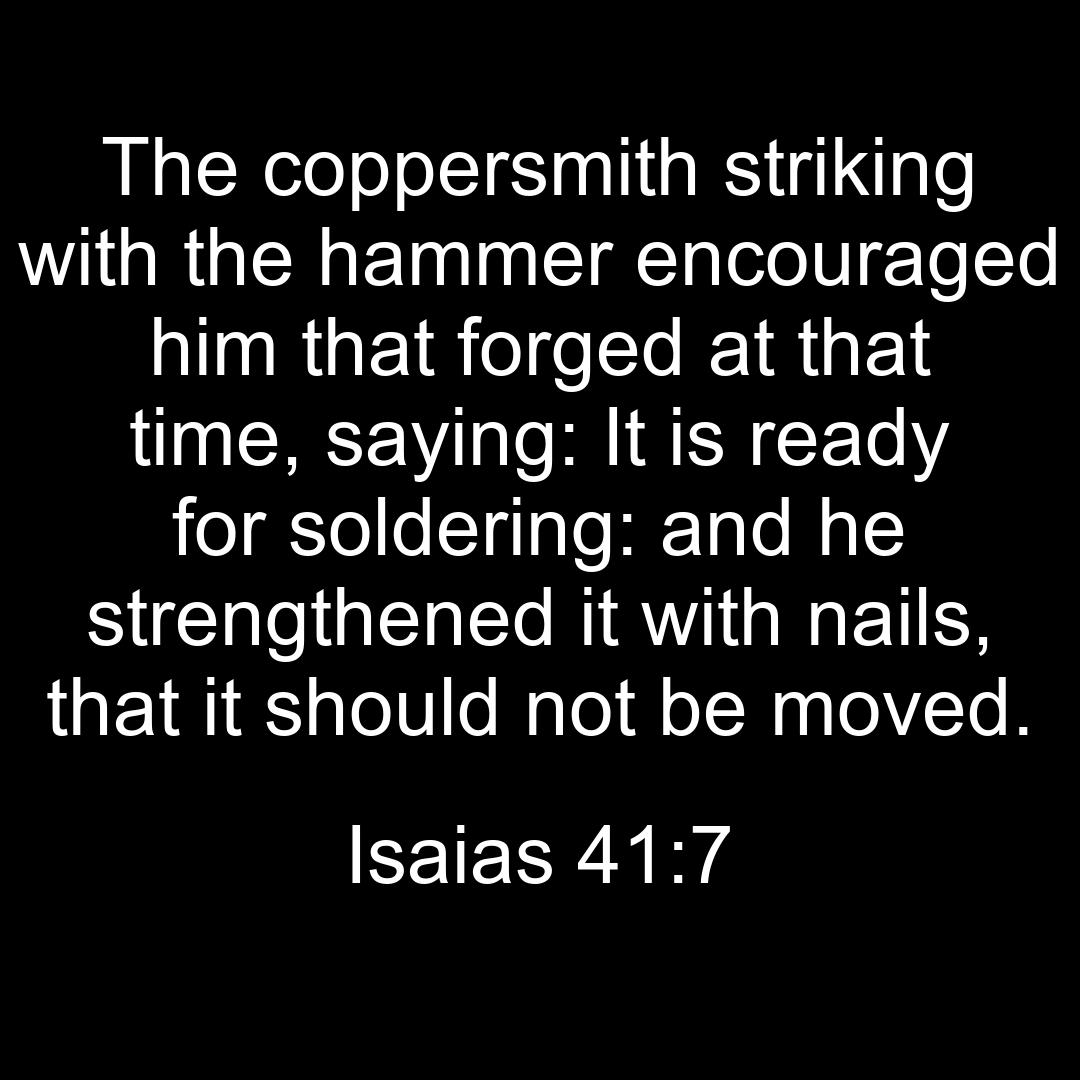 The coppersmith striking
with the hammer encouraged
him that forged at that
time, saying: It is ready
for soldering: and he
strengthened it with nails,
that it should not be moved.
Isaias 41:7